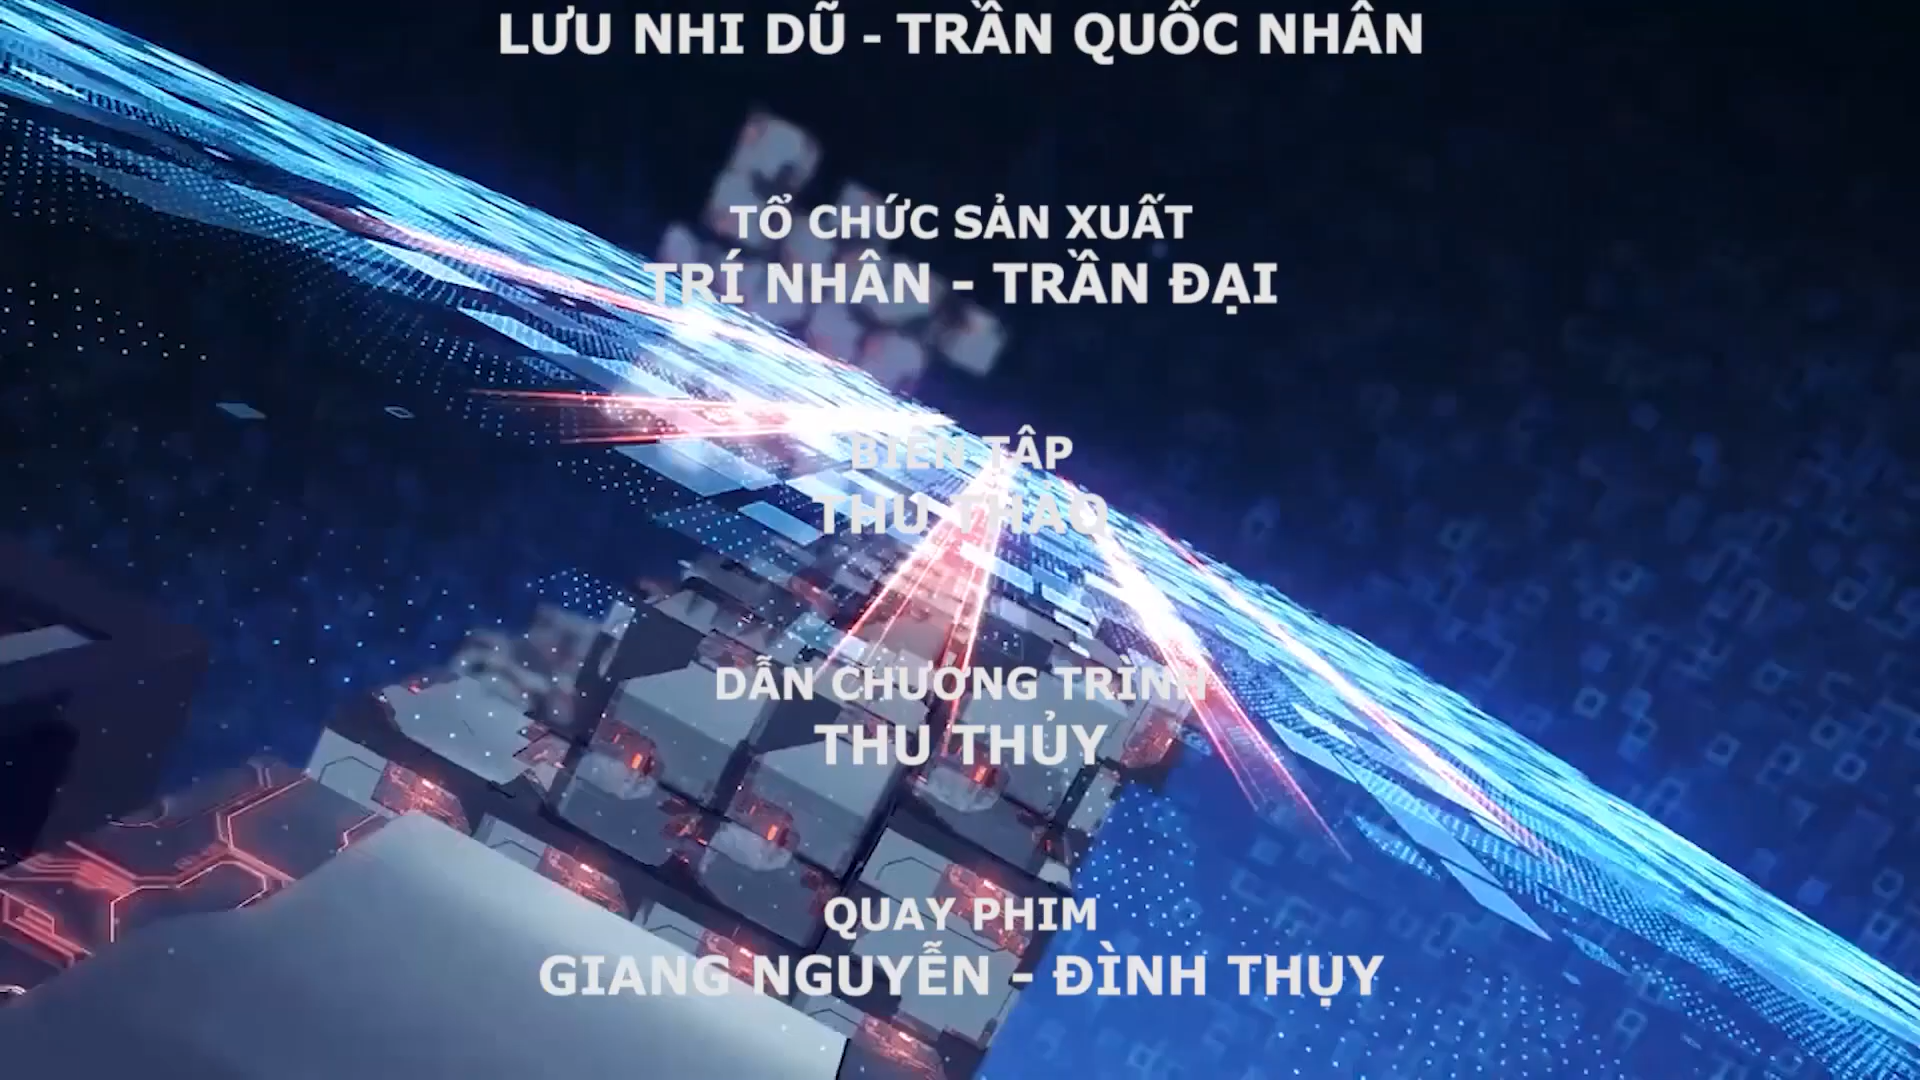 LƯU NHI DŨ - TRẦN QUỐC NHÂN
TỔ CHỨC SẢN XUẤT
TRÍ NHÂN - TRẦN ĐẠI
BIÊN TẬP
THU THẢO
DẪN CHƯƠNG TRÌNH
THU THỦY
QUAY PHIM
GIANG NGUYỄN - ĐÌNH THỤY